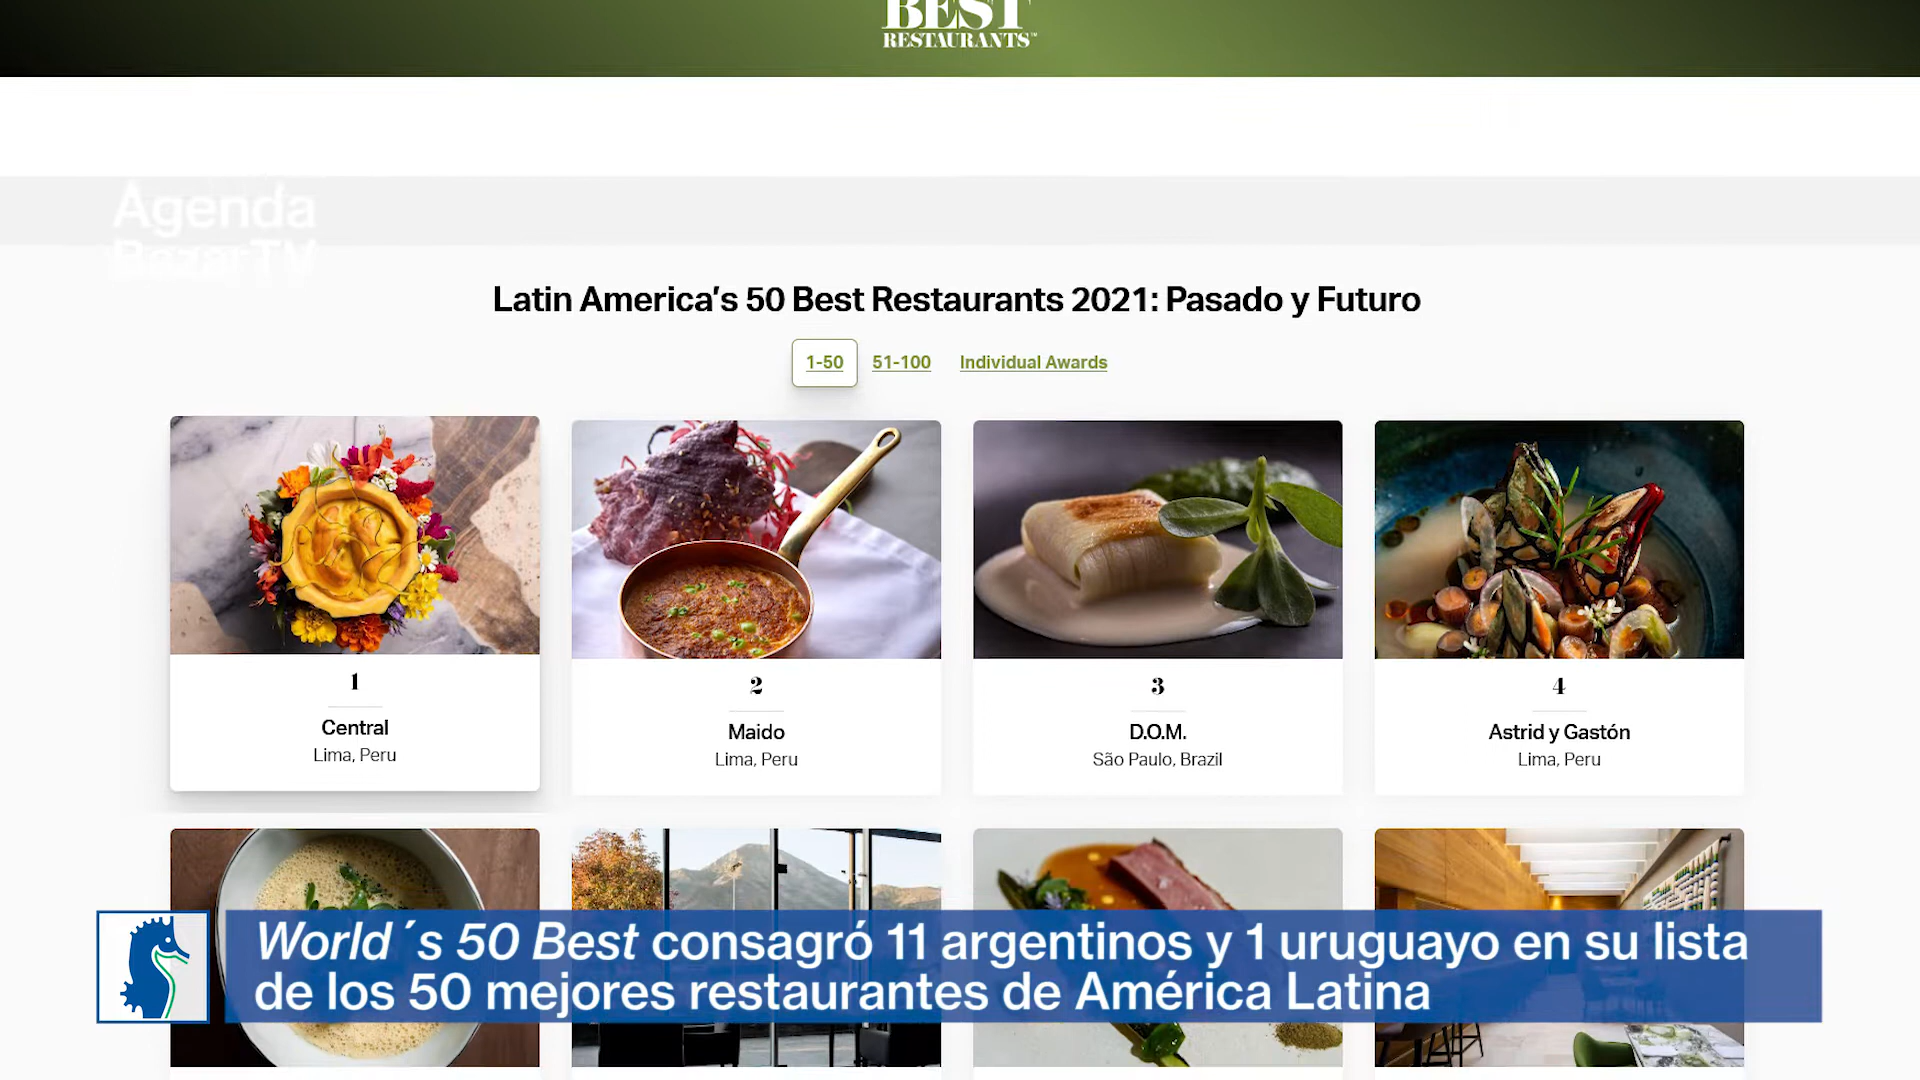 BEST
RESTAURANTS™
Agenda
BazarTV
Latin America's 50 Best Restaurants 2021: Pasado y Futuro
1-50 51-100 Individual Awards
1
Central
Lima, Peru
2
Maido
Lima, Peru
3
D.O.M.
São Paulo, Brazil
4
Astrid y Gastón
Lima, Peru
World´s 50 Best consagró 11 argentinos y 1 uruguayo en su lista
de los 50 mejores restaurantes de América Latina